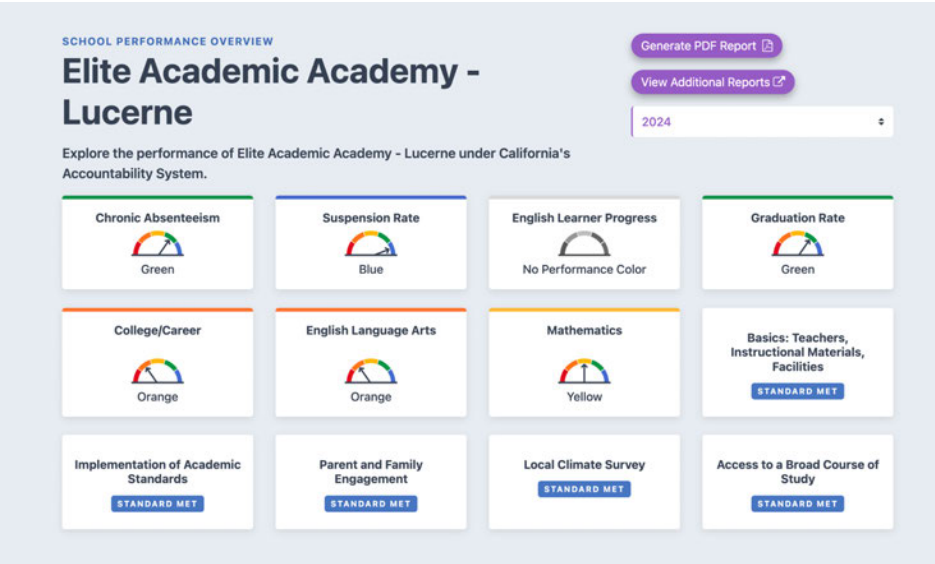 SCHOOL PERFORMANCE OVERVIEW
Elite Academic Academy -
Lucerne
Generate PDF Report
View Additional Reports
2024
Explore the performance of Elite Academic Academy - Lucerne under California's
Accountability System.
Chronic Absenteeism
Green
Suspension Rate
Blue
English Learner Progress
No Performance Color
Graduation Rate
Green
College/Career
Orange
English Language Arts
Orange
Mathematics
Yellow
Basics: Teachers,
Instructional Materials,
Facilities
STANDARD MET
Implementation of Academic
Standards
STANDARD MET
Parent and Family
Engagement
STANDARD MET
Local Climate Survey
STANDARD MET
Access to a Broad Course of
Study
STANDARD MET